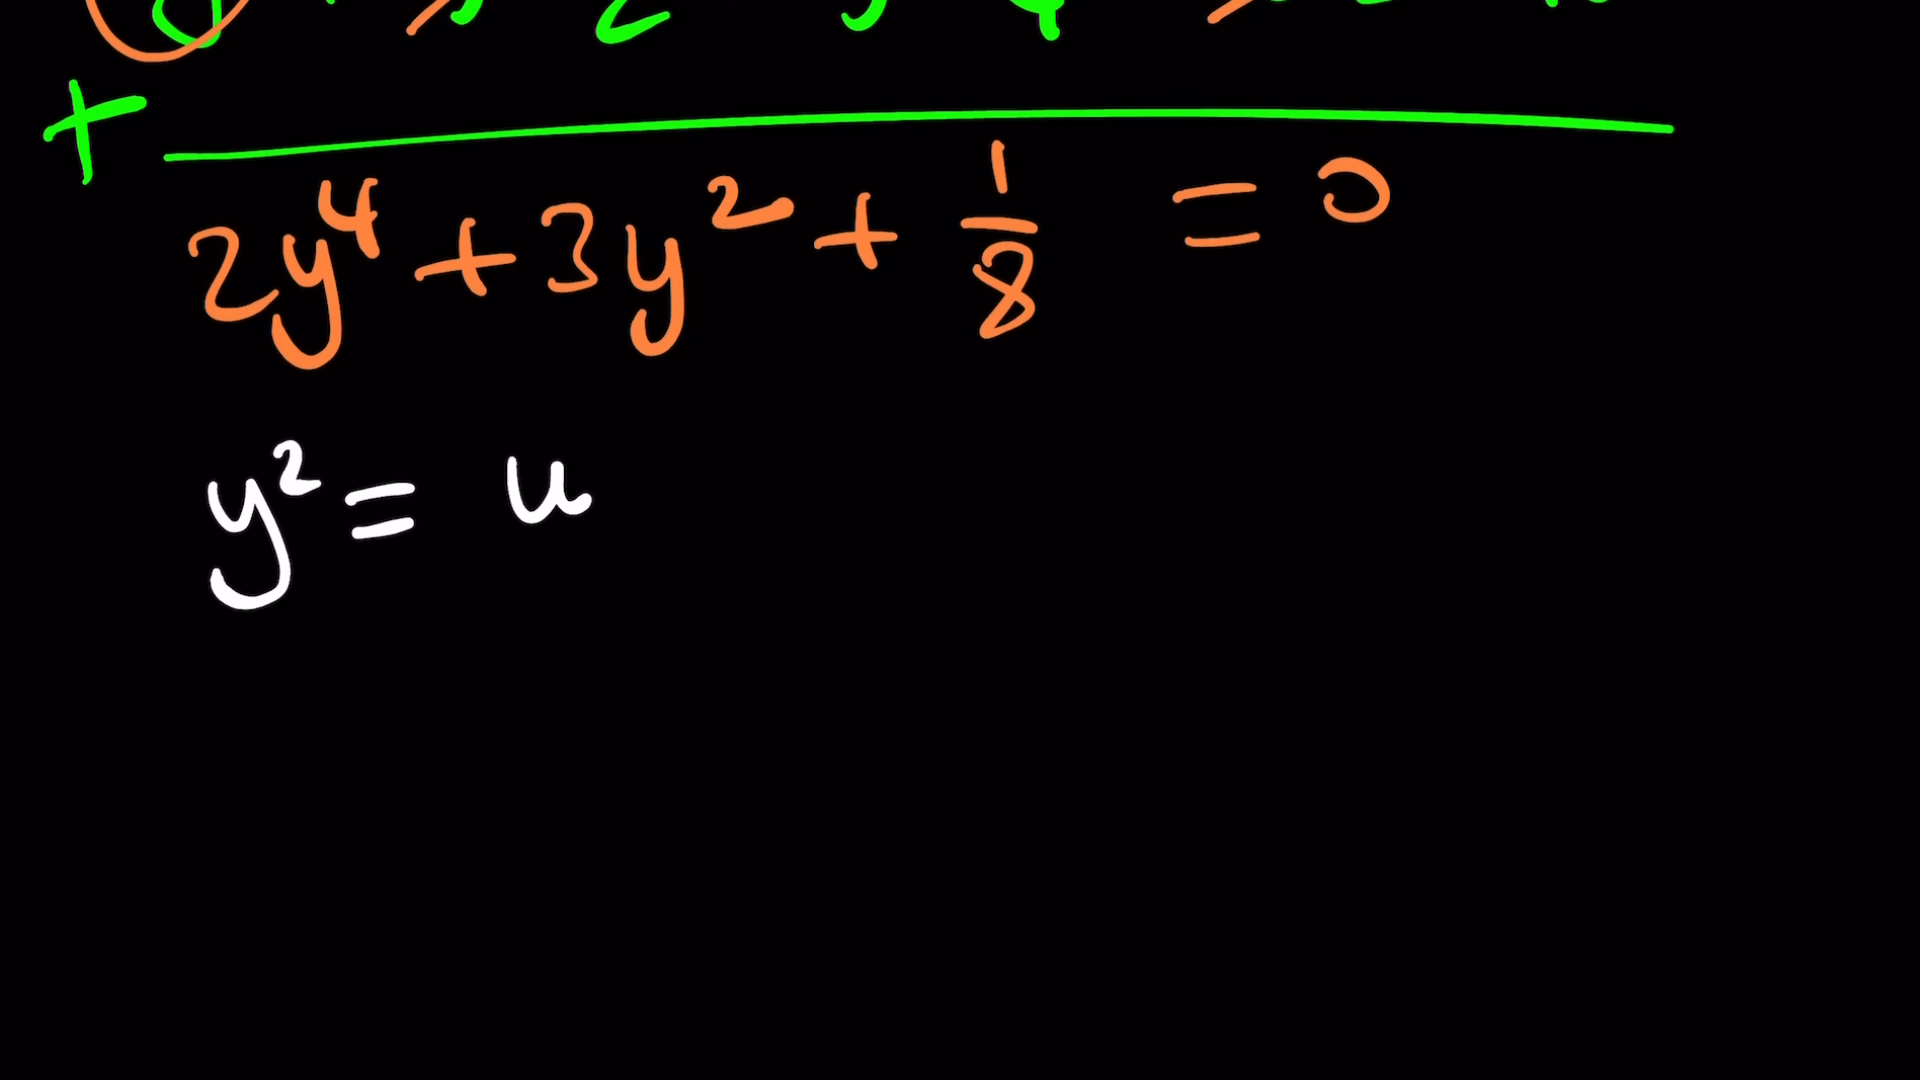 +
2y⁴ + 3y² + 1/8 = 0
y² = u